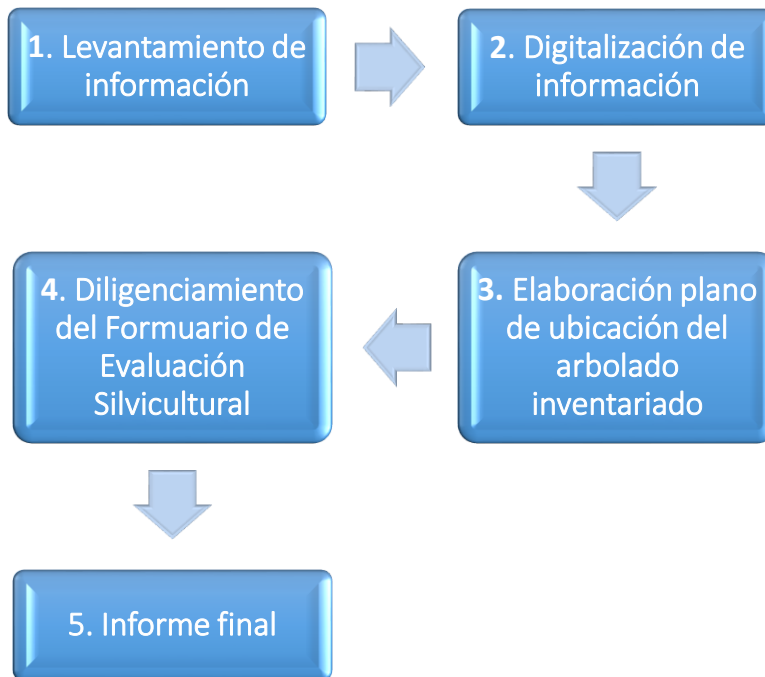 1. Levantamiento de
información
2. Digitalización de
información
3. Elaboración plano
de ubicación del
arbolado
inventariado
4. Diligenciamiento
del Formuario de
Evaluación
Silvicultural
5. Informe final